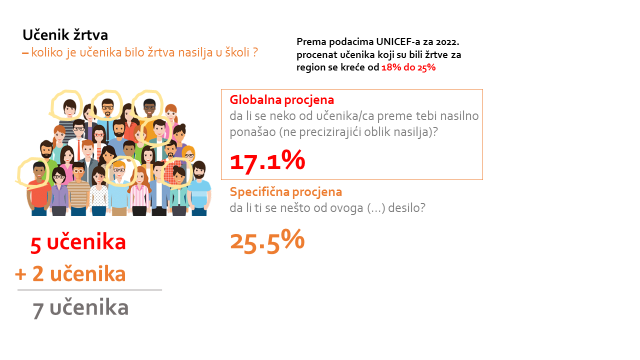 Učenik žrtva
– koliko je učenika bilo žrtva nasilja u školi ?
Prema podacima UNICEF-a za 2022.
procenat učenika koji su bili žrtve za
region se kreće od 18% do 25%
Globalna procjena
da li se neko od učenika/ca preme tebi nasilno
ponašao (ne precizirajići oblik nasilja)?
17.1%
Specifična procjena
da li ti se nešto od ovoga (...) desilo?
25.5%
5 učenika
+ 2 učenika
7 učenika